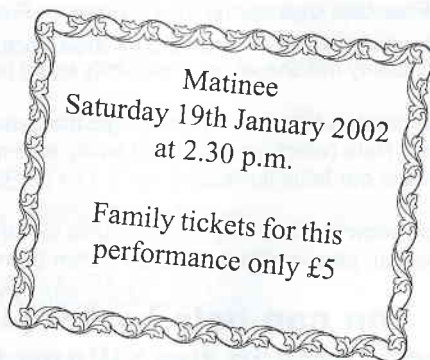 Matinee
Saturday 19th January 2002
at 2.30 p.m.
Family tickets for this
performance only £5